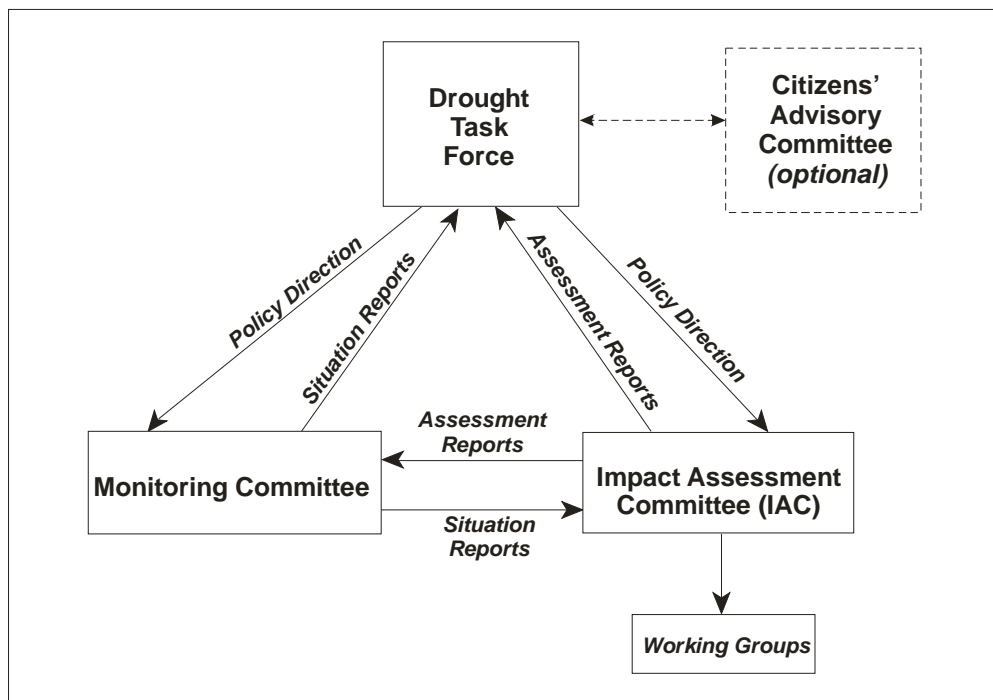 Drought
Task
Force
Citizens’
Advisory
Committee
(optional)
Policy Direction
Situation Reports
Assessment Reports
Policy Direction
Monitoring Committee
Assessment
Reports
Situation
Reports
Impact Assessment
Committee (IAC)
Working Groups